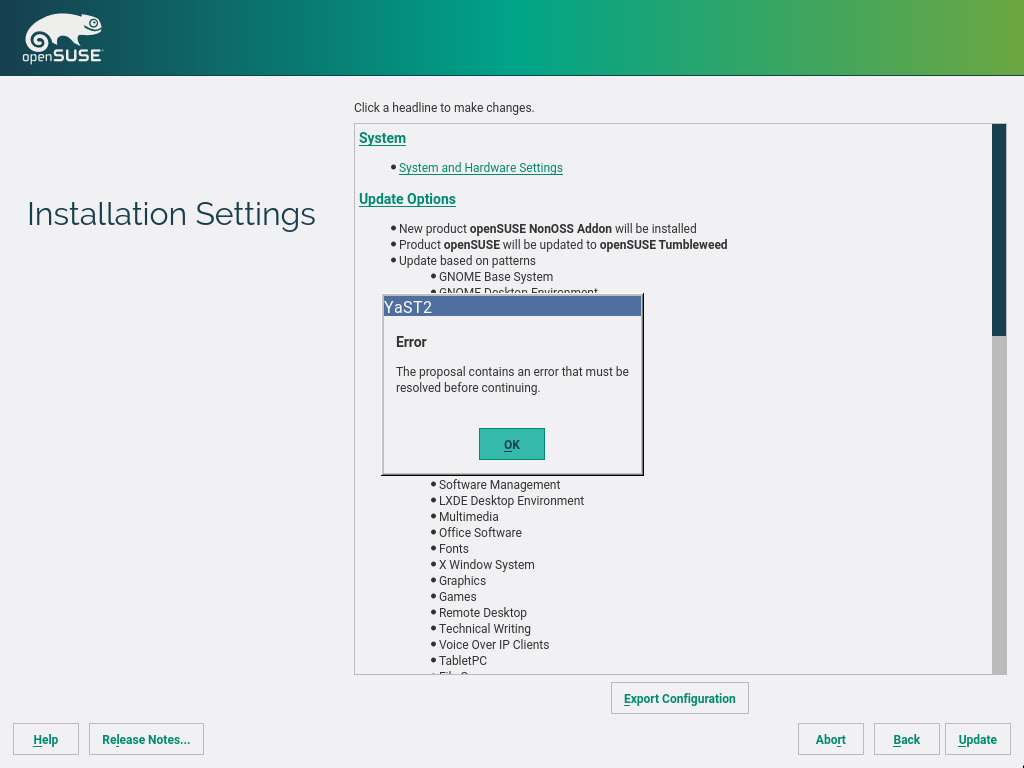 openSUSE
Click a headline to make changes.
System
System and Hardware Settings
Installation Settings
Update Options
New product openSUSE NonOSS Addon will be installed
Product openSUSE will be updated to openSUSE Tumbleweed
Update based on patterns
GNOME Base System
GNOME Desktop Environment
YaST2
Error
The proposal contains an error that must be
resolved before continuing.
OK
Software Management
LXDE Desktop Environment
Multimedia
Office Software
Fonts
X Window System
Graphics
Games
Remote Desktop
Technical Writing
Voice Over IP Clients
TabletPC
Export Configuration
Help
Release Notes...
Abort
Back
Update